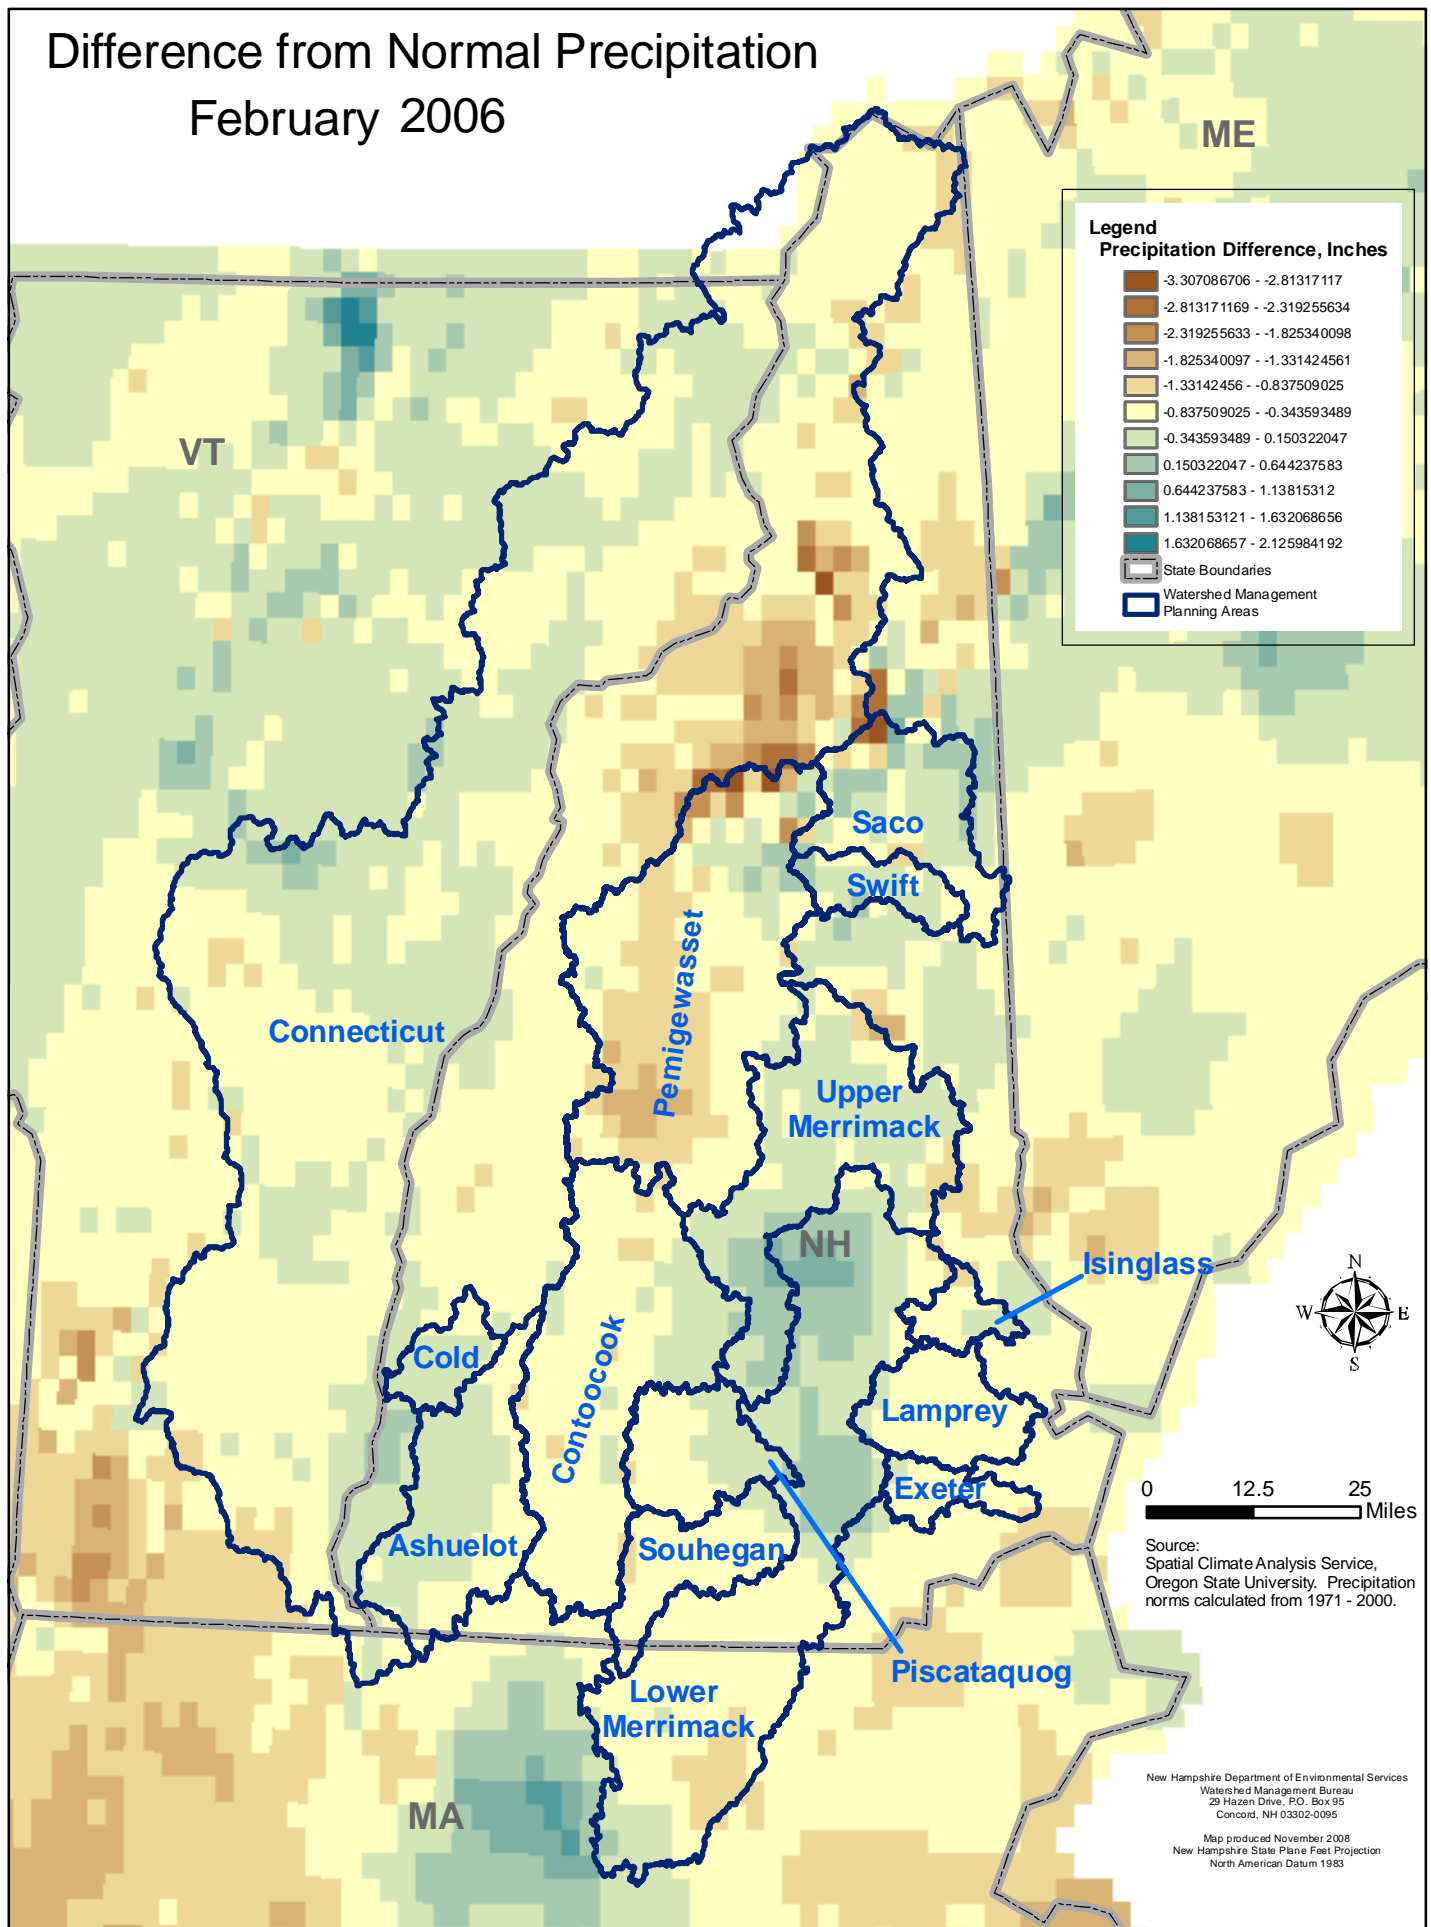 Difference from Normal Precipitation
February 2006
ME
Legend
Precipitation Difference, Inches
-3.307086706 - -2.81317117
-2.813171169 - -2.319255634
-2.319255633 - -1.825340098
-1.825340097 - -1.331424561
-1.33142456 - -0.837509025
-0.837509025 - -0.343593489
-0.343593489 - 0.150322047
0.150322047 - 0.644237583
0.644237583 - 1.13815312
1.138153121 - 1.632068656
1.632068657 - 2.125984192
State Boundaries
Watershed Management
Planning Areas
VT
Saco
Swift
Pemigewasset
Connecticut
Upper
Merrimack
NH
Isinglass
N
W E
S
Cold
Contoocook
Lamprey
Exeter
Ashuelot
Souhegan
0 12.5 25
Miles
Source:
Spatial Climate Analysis Service,
Oregon State University. Precipitation
norms calculated from 1971 - 2000.
Piscataquog
Lower
Merrimack
MA
New Hampshire Department of Environmental Services
Watershed Management Bureau
29 Hazen Drive, P.O. Box 95
Concord, NH 03302-0095
Map produced November 2008
New Hampshire State Plane Feet Projection
North American Datum 1983